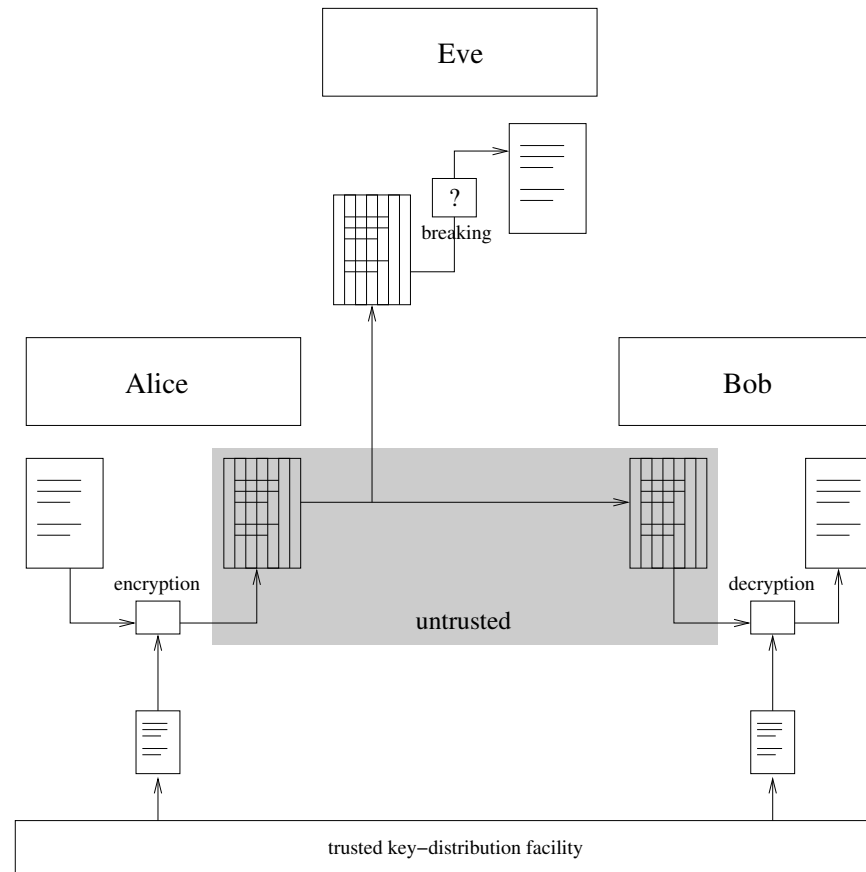 Eve
?
breaking
Alice
Bob
encryption
decryption
untrusted
trusted key−distribution facility